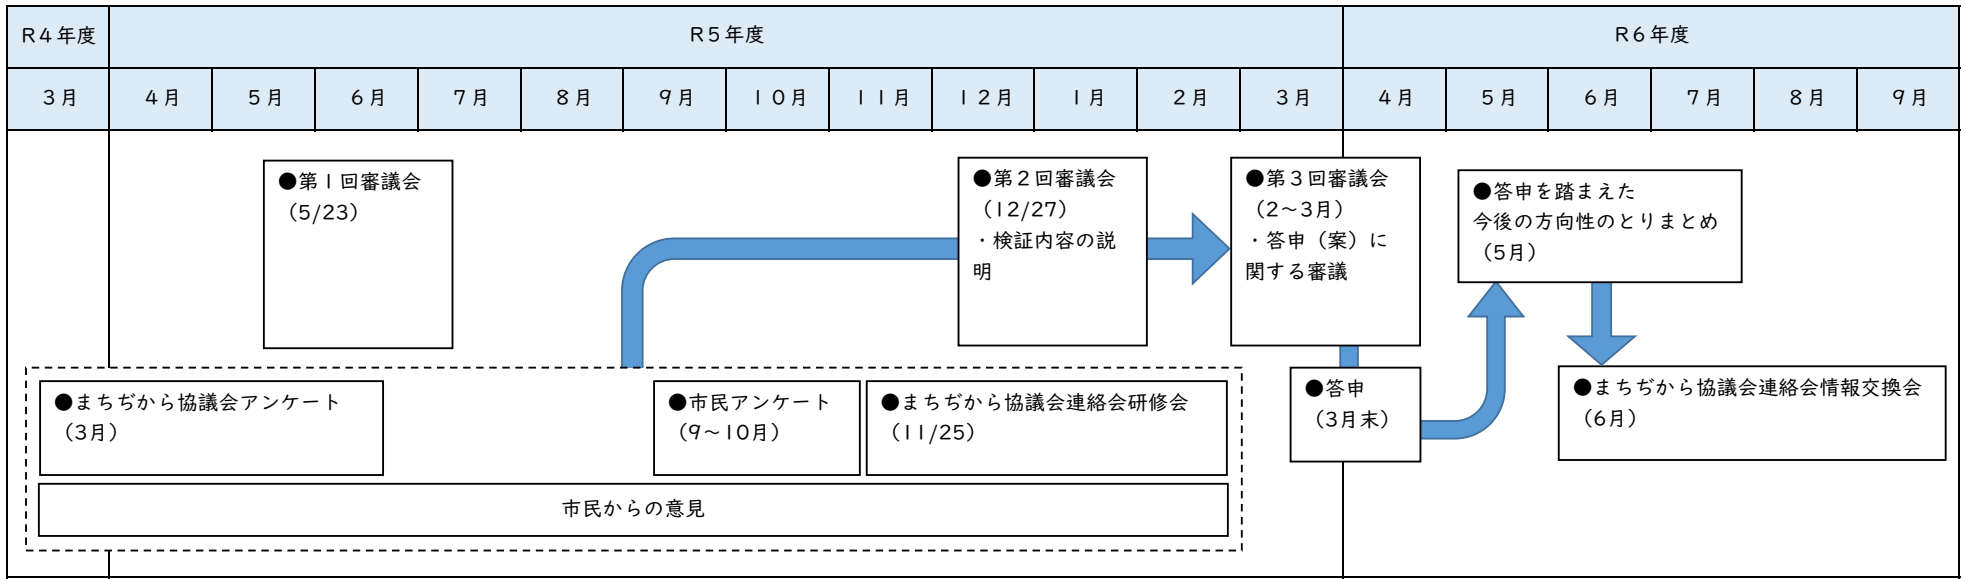 R4年度 R5年度 R6年度
3月 4月 5月 6月 7月 8月 9月 10月 11月 12月 1月 2月 3月 4月 5月 6月 7月 8月 9月
●第1回審議会
(5/23)
●第2回審議会
(12/27)
・検証内容の説
明
●第3回審議会
(2～3月)
・答申（案）に
関する審議
●答申を踏まえた
今後の方向性のとりまとめ
(5月)
●まちぢから協議会アンケート
(3月)
●市民アンケート
(9～10月)
●まちぢから協議会連絡会研修会
(11/25)
●答申
(3月末)
●まちぢから協議会連絡会情報交換会
(6月)
市民からの意見